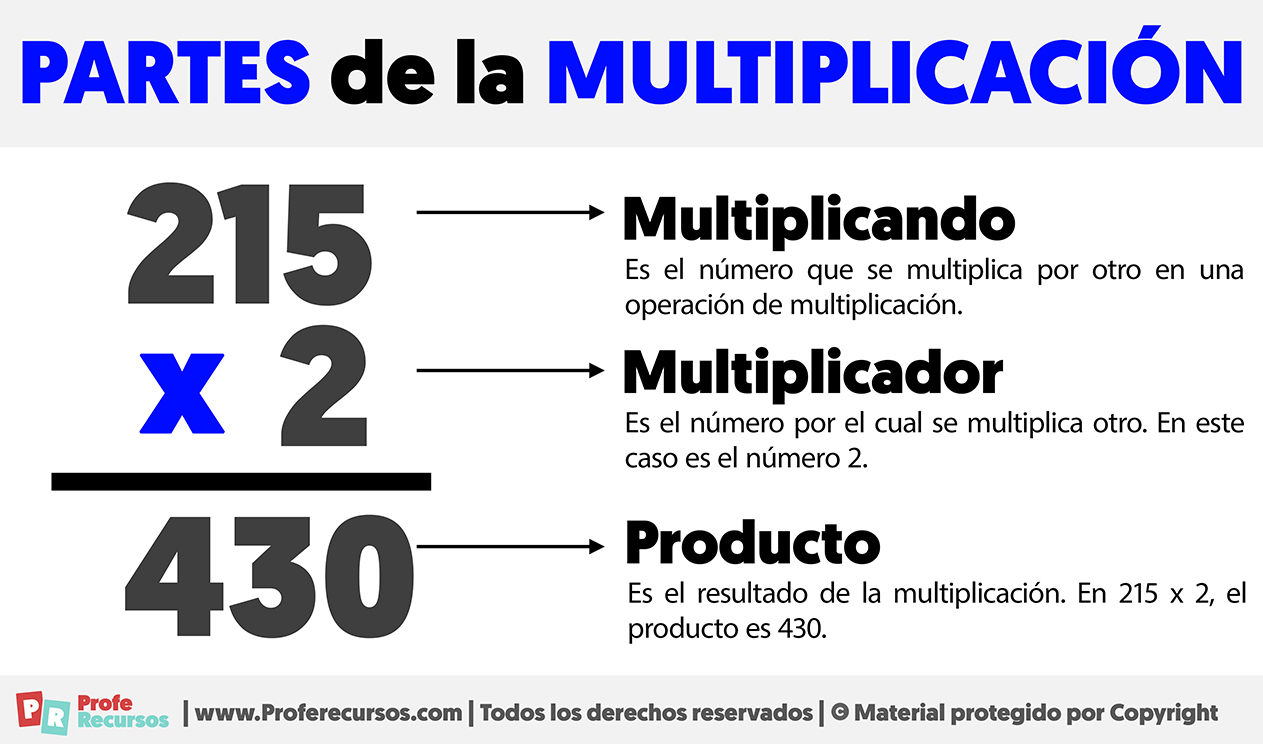 PARTES de la MULTIPLICACIÓN
215
Multiplicando
Es el número que se multiplica por otro en una
operación de multiplicación.
x 2
Multiplicador
Es el número por el cual se multiplica otro. En este
caso es el número 2.
430
Producto
Es el resultado de la multiplicación. En 215 x 2, el
producto es 430.
PR Profe
Recursos
| www.Proferecursos.com | Todos los derechos reservados | © Material protegido por Copyright